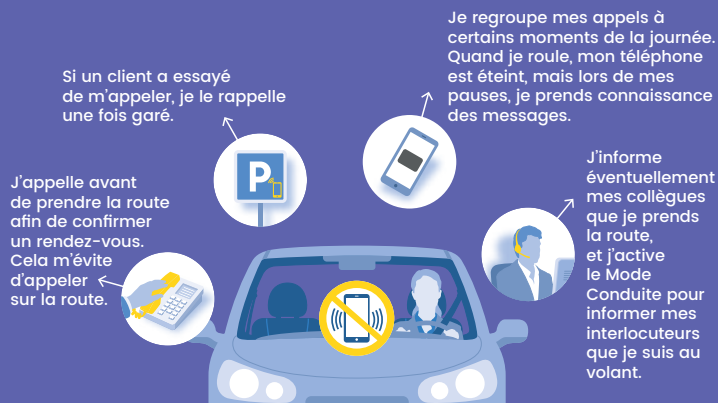 Je regroupe mes appels à
certains moments de la journée.
Quand je roule, mon téléphone
est éteint, mais lors de mes
pauses, je prends connaissance
des messages.
Si un client a essayé
de m'appeler, je le rappelle
une fois garé.
P
J'appelle avant
de prendre la route
afin de confirmer
un rendez-vous.
Cela m'évite
d'appeler
sur la route.
J'informe
éventuellement
mes collègues
que je prends
la route,
et j'active
le Mode
Conduite pour
informer mes
interlocuteurs
que je suis au
volant.